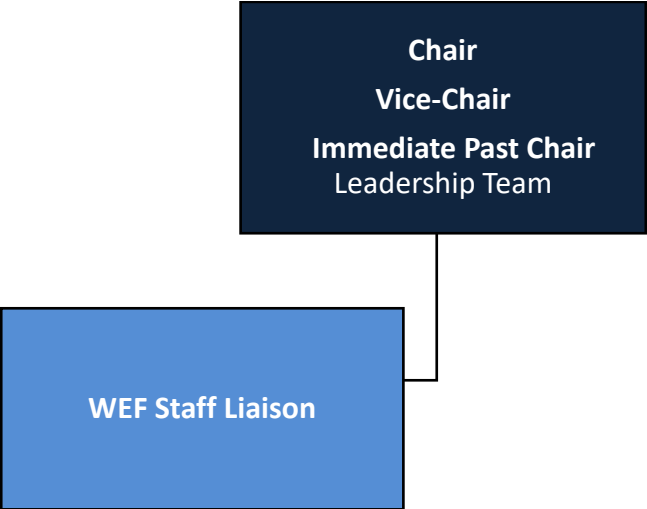 Chair
Vice-Chair
Immediate Past Chair
Leadership Team
WEF Staff Liaison